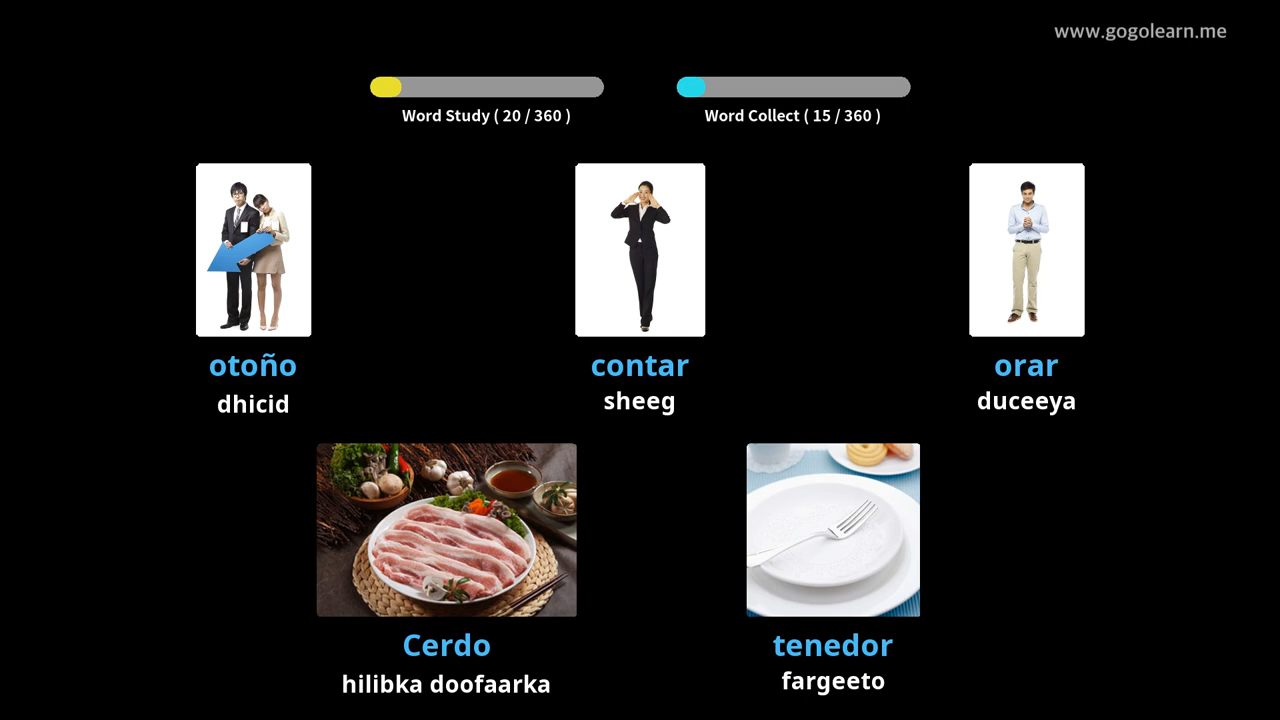 www.gogolearn.me
Word Study ( 20 / 360 )
Word Collect ( 15 / 360 )
otoño
dhicid
contar
sheeg
orar
duceeya
Cerdo
hilibka doofaarka
tenedor
fargeeto